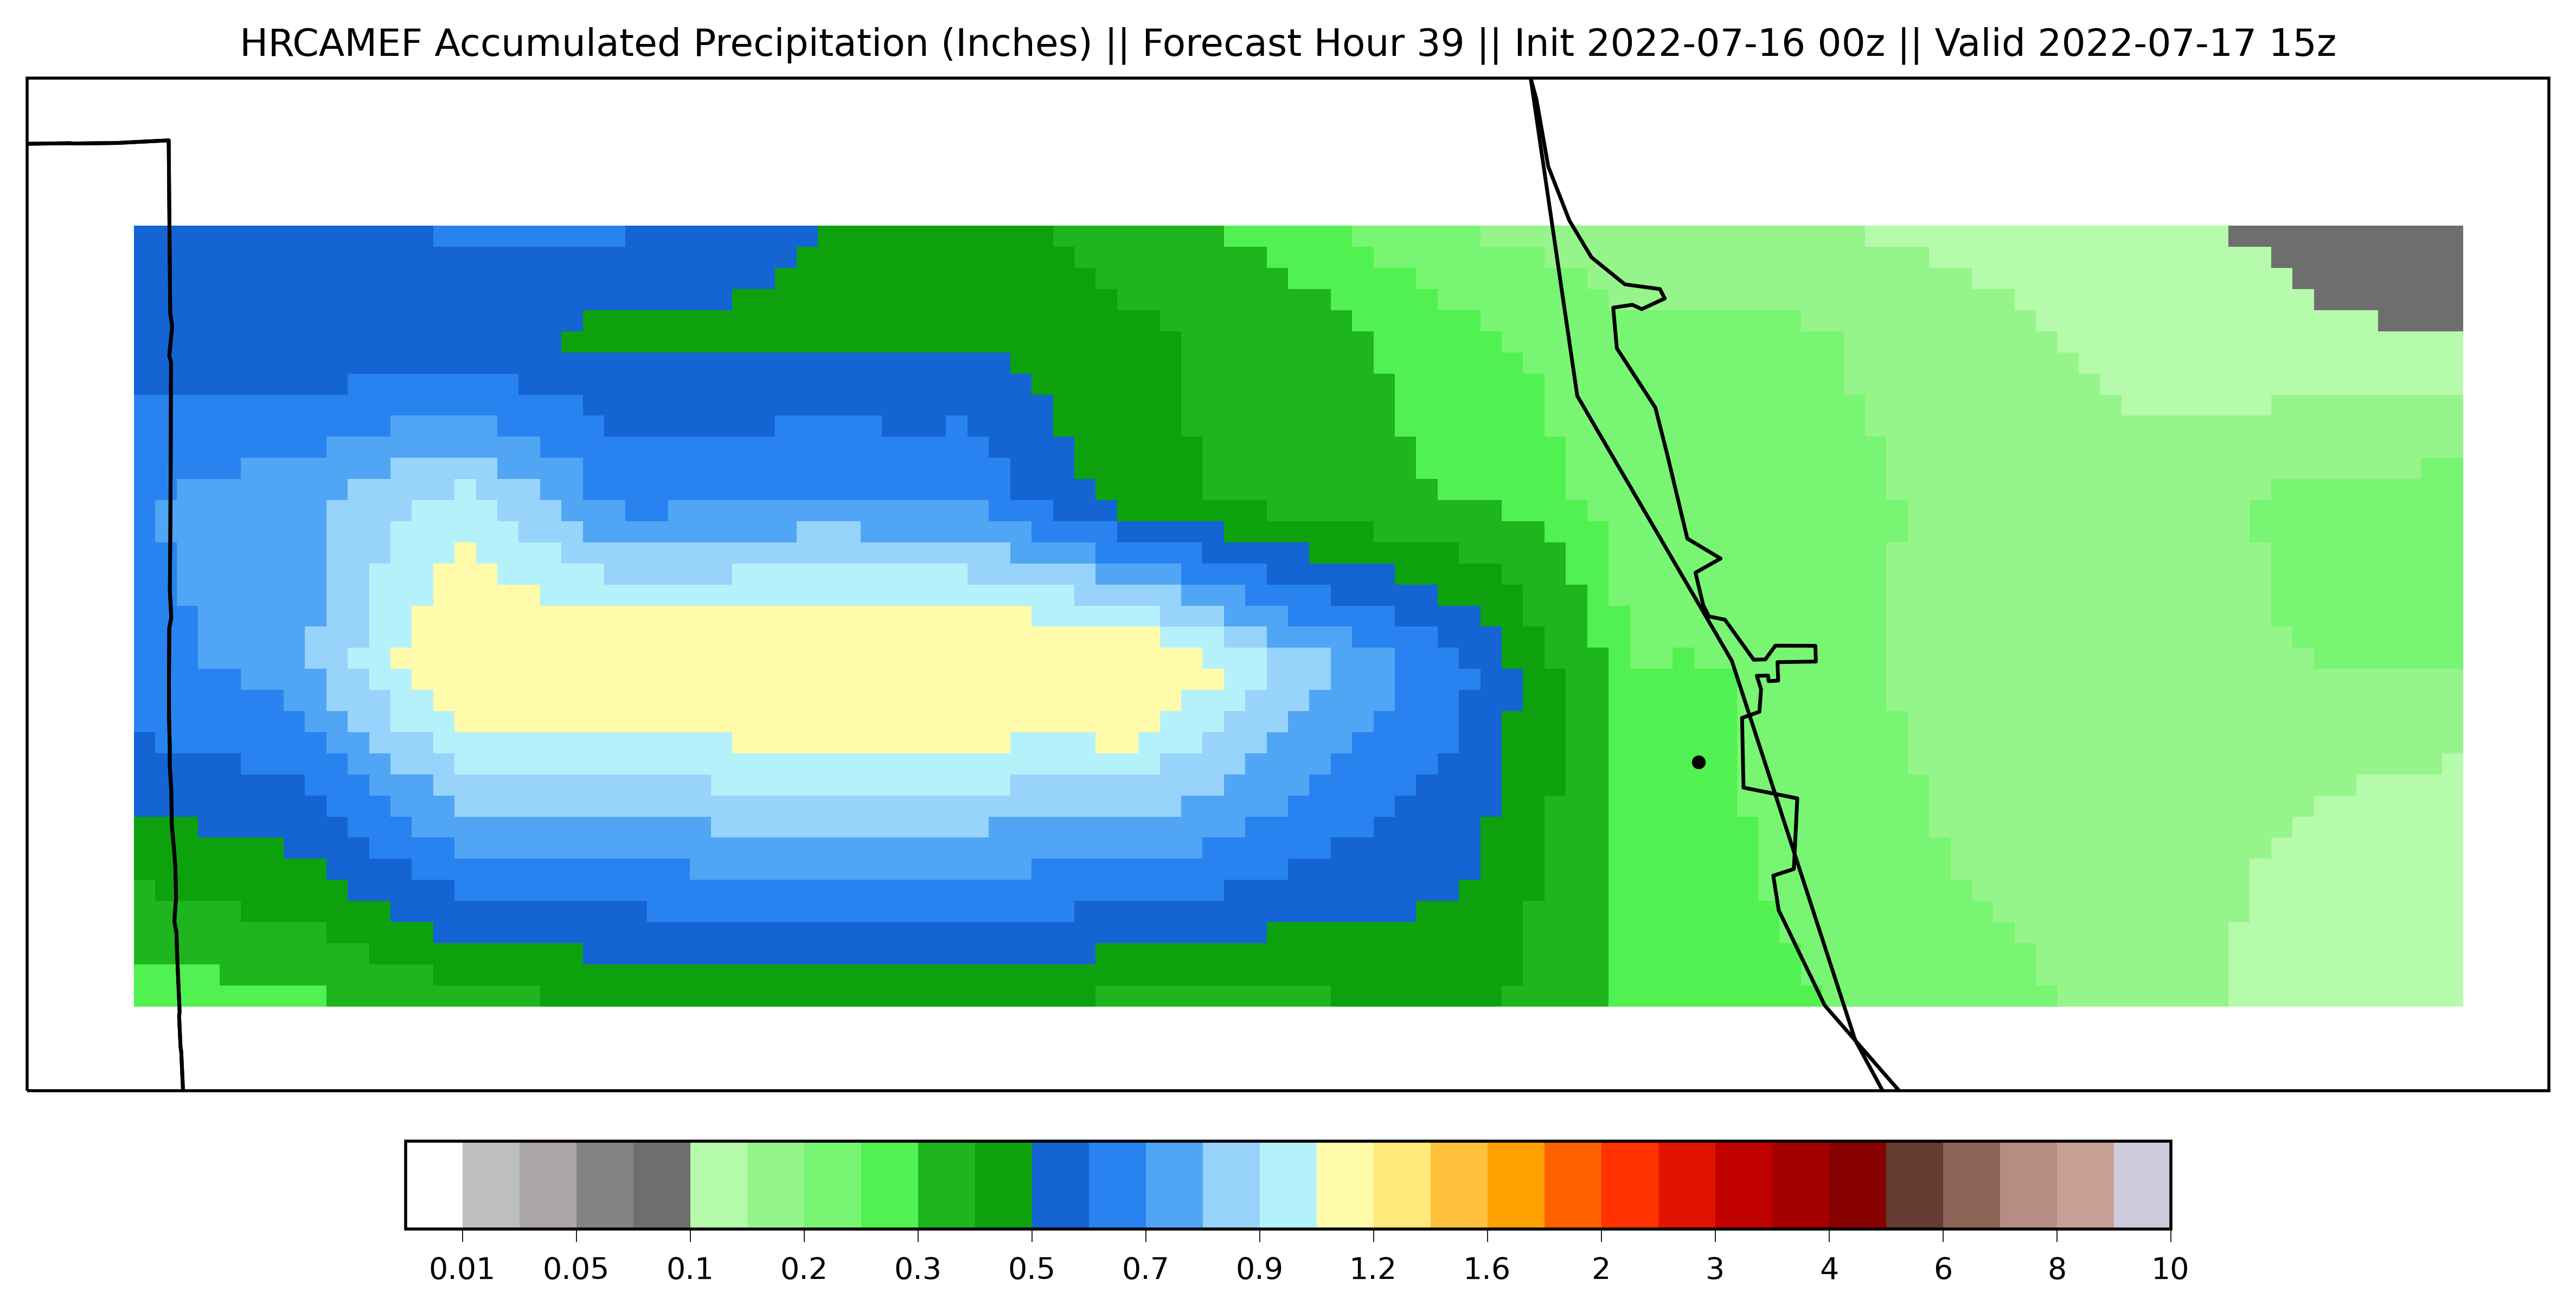 HRCAMEF Accumulated Precipitation (Inches) || Forecast Hour 39 || Init 2022-07-16 00z || Valid 2022-07-17 15z
0.01 0.05 0.1 0.2 0.3 0.5 0.7 0.9 1.2 1.6 2 3 4 6 8 10